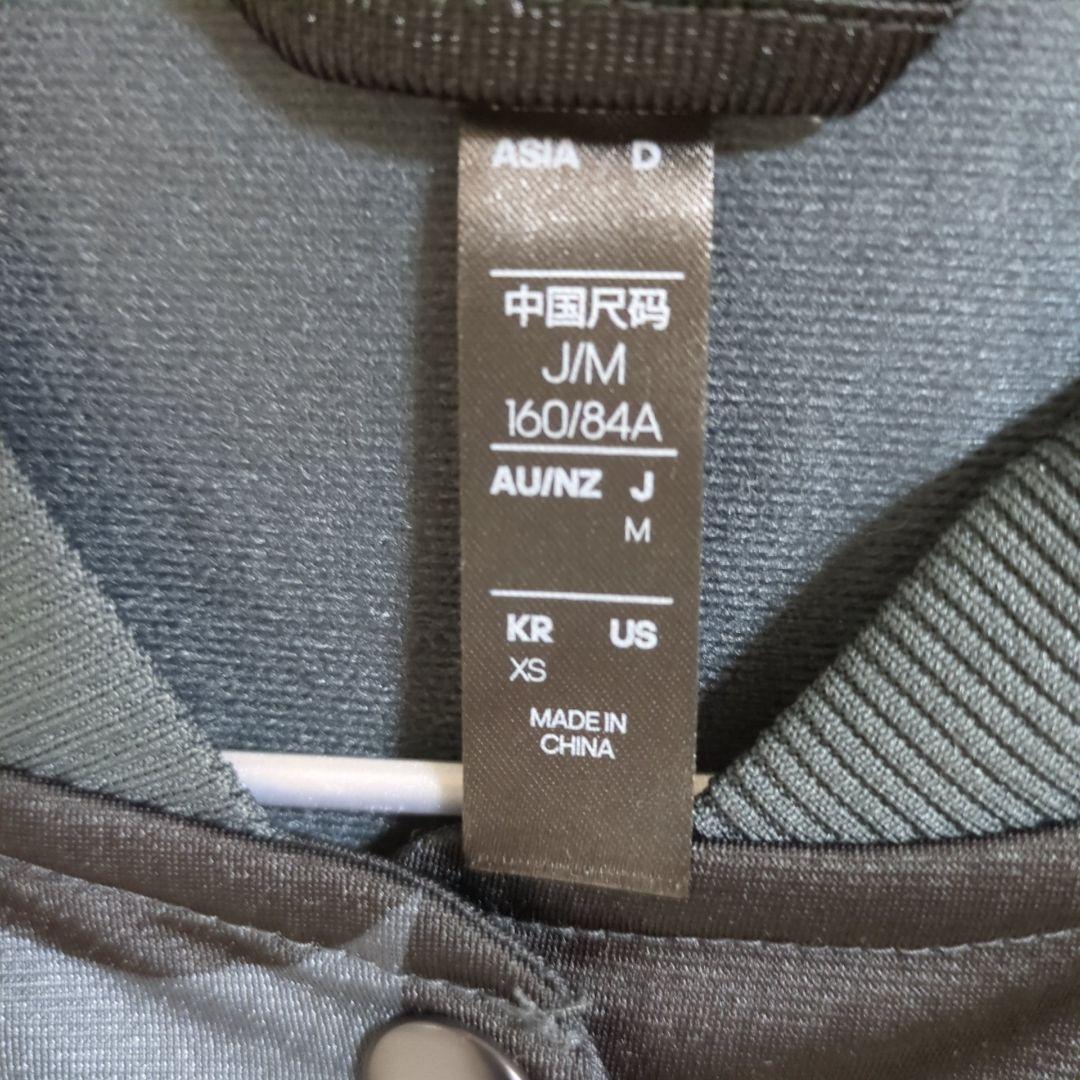 ASIA D
中国尺码
J/M
160/84A
AU/NZ J
M
KR US
XS
MADE IN
CHINA